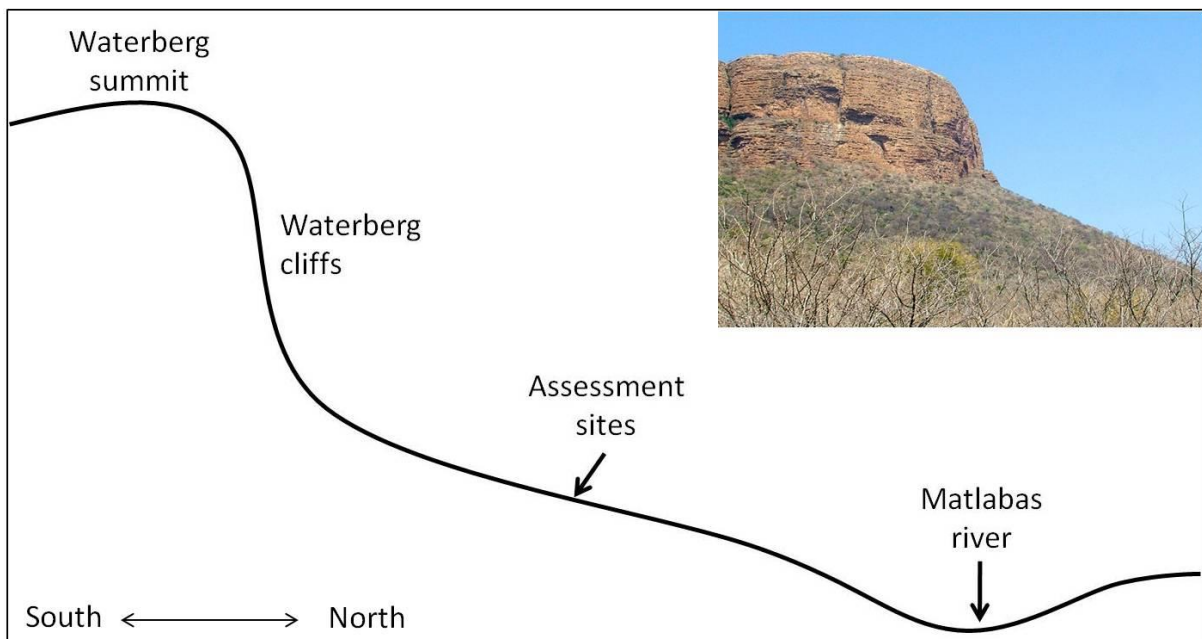 Waterberg
summit
Waterberg
cliffs
Assessment
sites
Matlabas
river
South
North